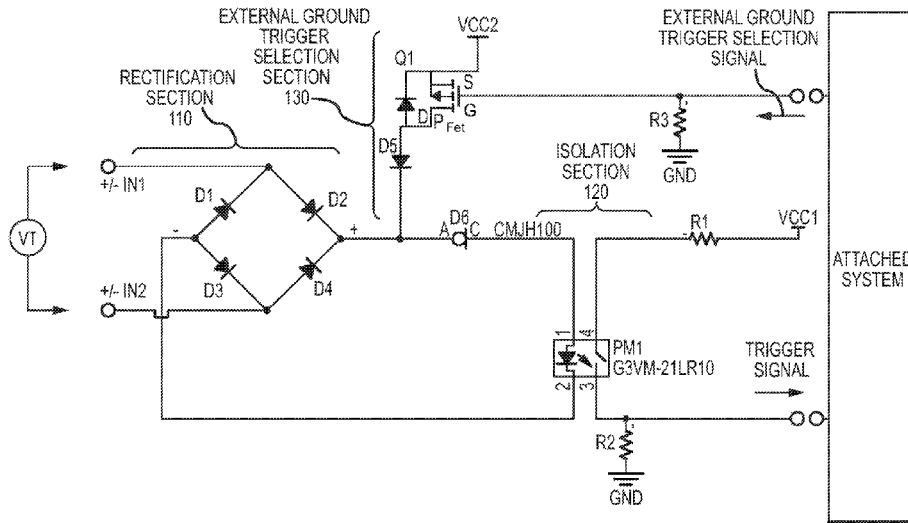 EXTERNAL GROUND
TRIGGER
SELECTION
SECTION
130
EXTERNAL GROUND
TRIGGER SELECTION
SIGNAL
RECTIFICATION
SECTION
110
VCC2
Q1
S
G
D
PFet
D5
R3
GND
ISOLATION
SECTION
120
+/- IN1
VT
+/- IN2
D1
D2
D3
D4
-
+
D6
A
C
CMJH100
R1
VCC1
ATTACHED
SYSTEM
1
4
2
3
PM1
G3VM-21LR10
TRIGGER
SIGNAL
R2
GND